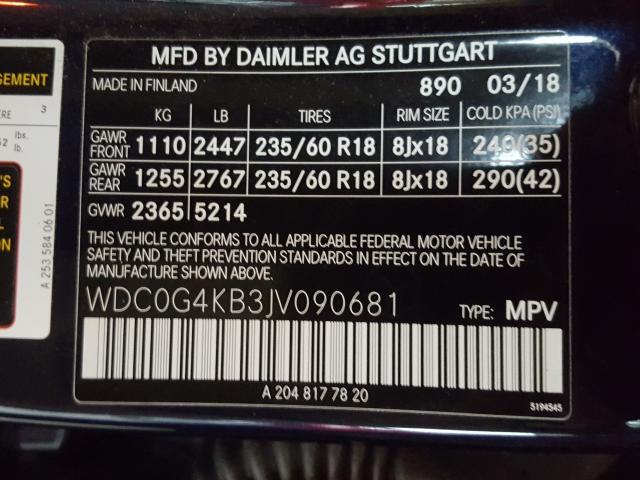 MFD BY DAIMLER AG STUTTGART
MADE IN FINLAND 890 03/18
KG LB TIRES RIM SIZE COLD KPA (PSI)
GAWR FRONT 1110 2447 235/60 R18 8Jx18 240(35)
GAWR REAR 1255 2767 235/60 R18 8Jx18 290(42)
GVWR 2365 5214
THIS VEHICLE CONFORMS TO ALL APPLICABLE FEDERAL MOTOR VEHICLE
SAFETY AND THEFT PREVENTION STANDARDS IN EFFECT ON THE DATE OF
MANUFACTURE SHOWN ABOVE.
WDC0G4KB3JV090681 TYPE: MPV
A 204 817 78 20
5194545
3
lbs.
lb.
A 253 584 06 01